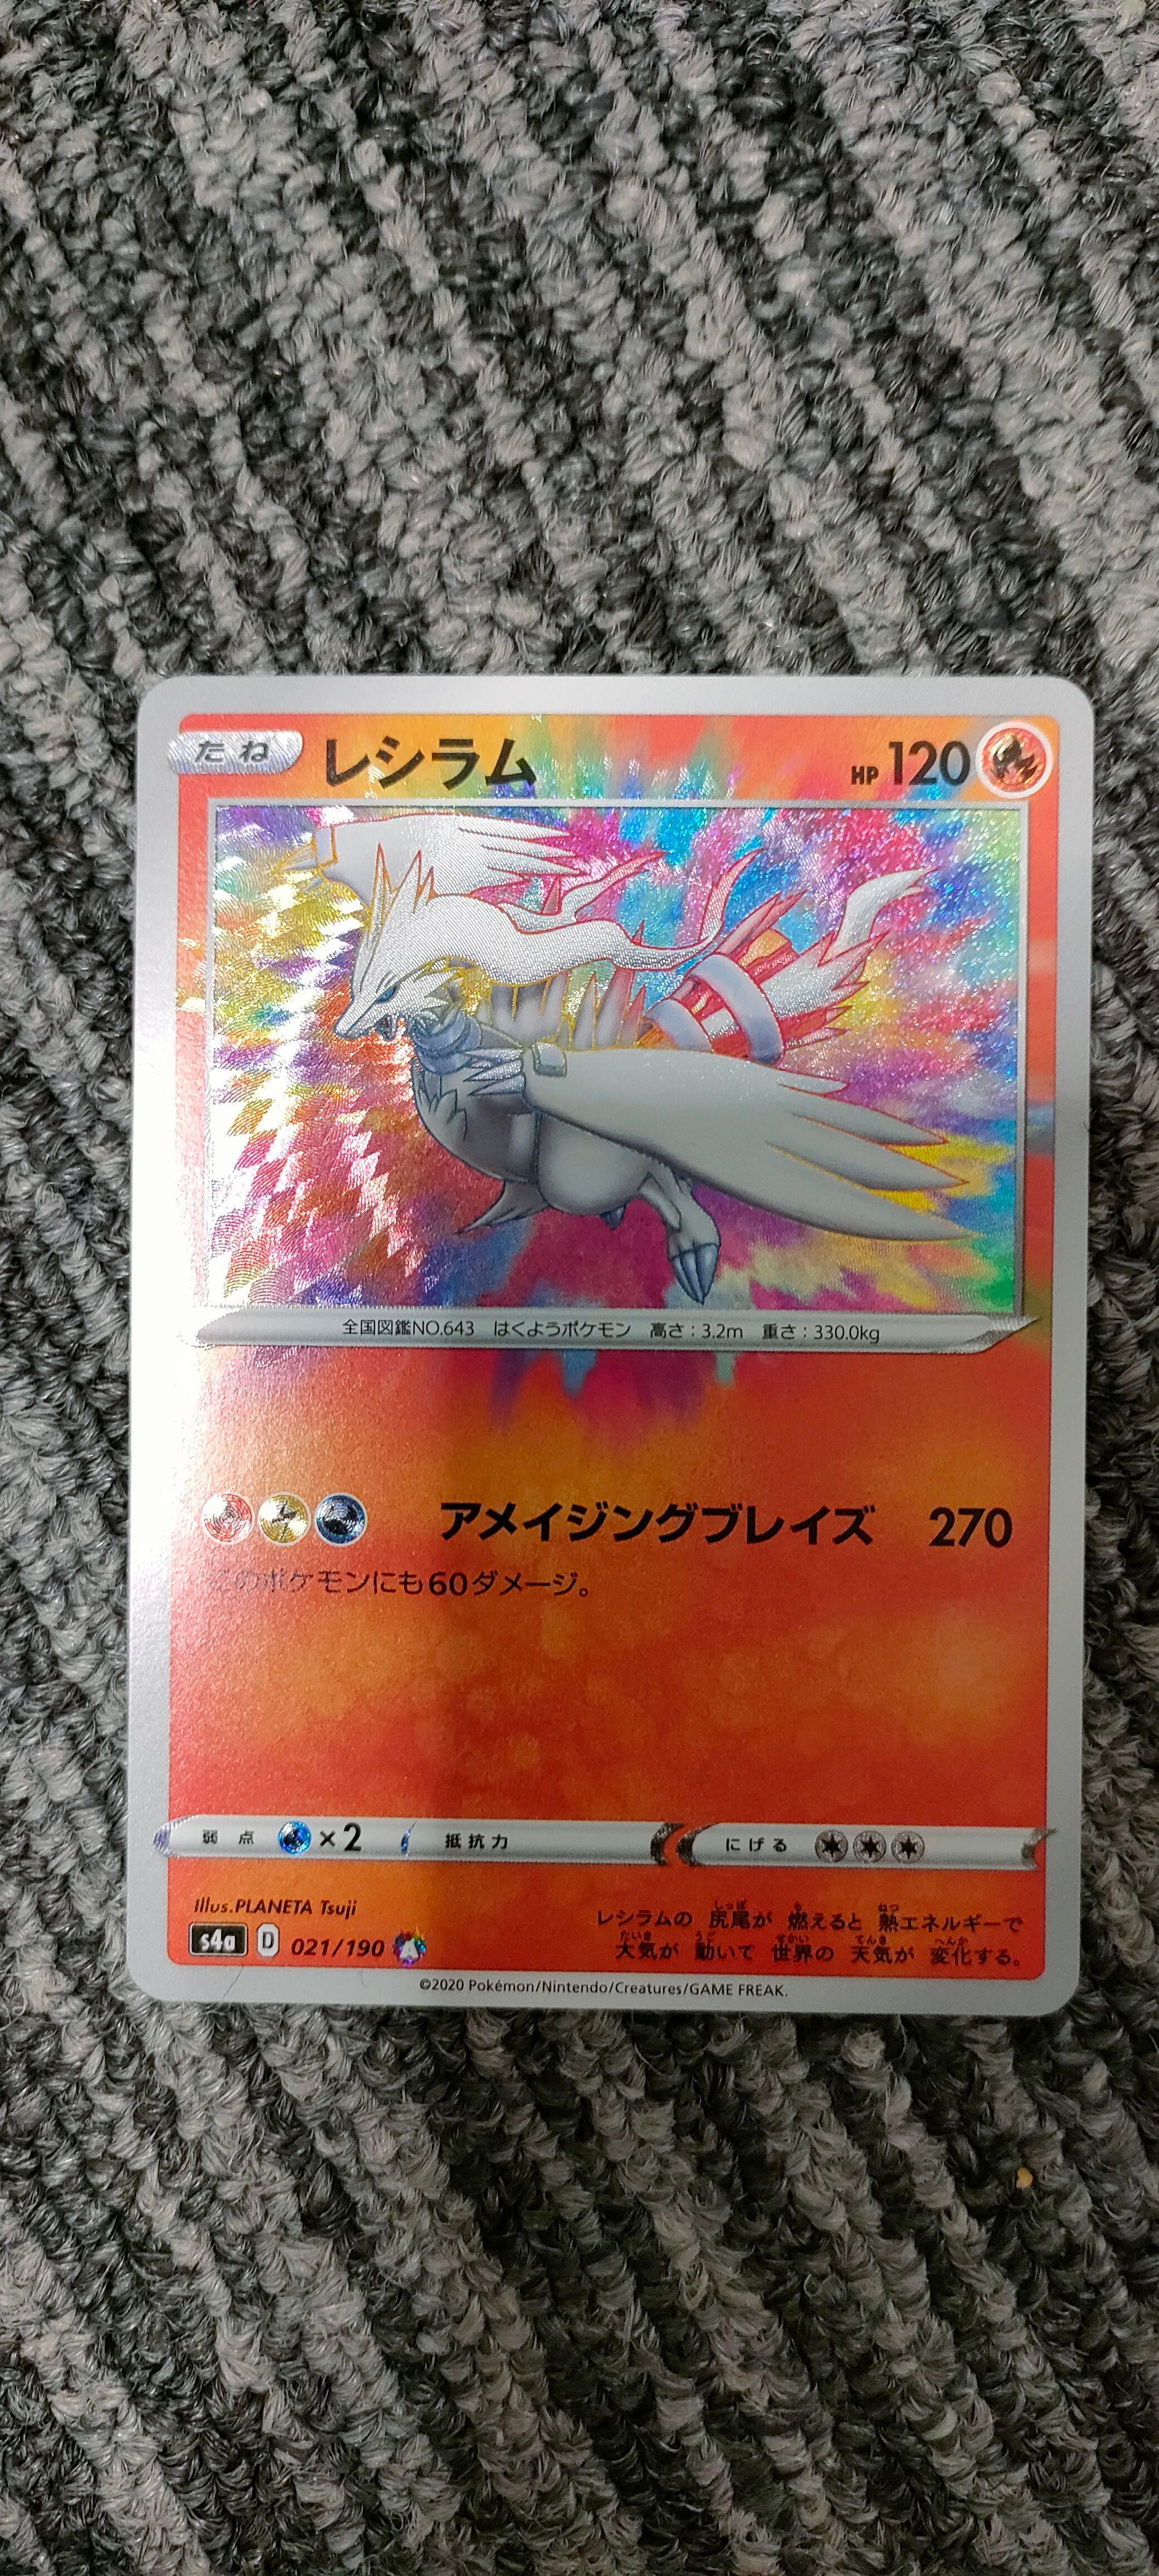 たね レシラム HP 120
全国図鑑NO.643 はくようポケモン 高さ：3.2m 重さ：330.0kg
アメイジングブレイズ 270
このポケモンにも60ダメージ。
弱点 ×2 抵抗力 にげる
Illus.PLANETA Tsuji
s4a D 021/190 A
レシラムの 尻尾が 燃えると 熱エネルギーで
大気が 動いて 世界の 天気が 変化する。
©2020 Pokémon/Nintendo/Creatures/GAME FREAK.